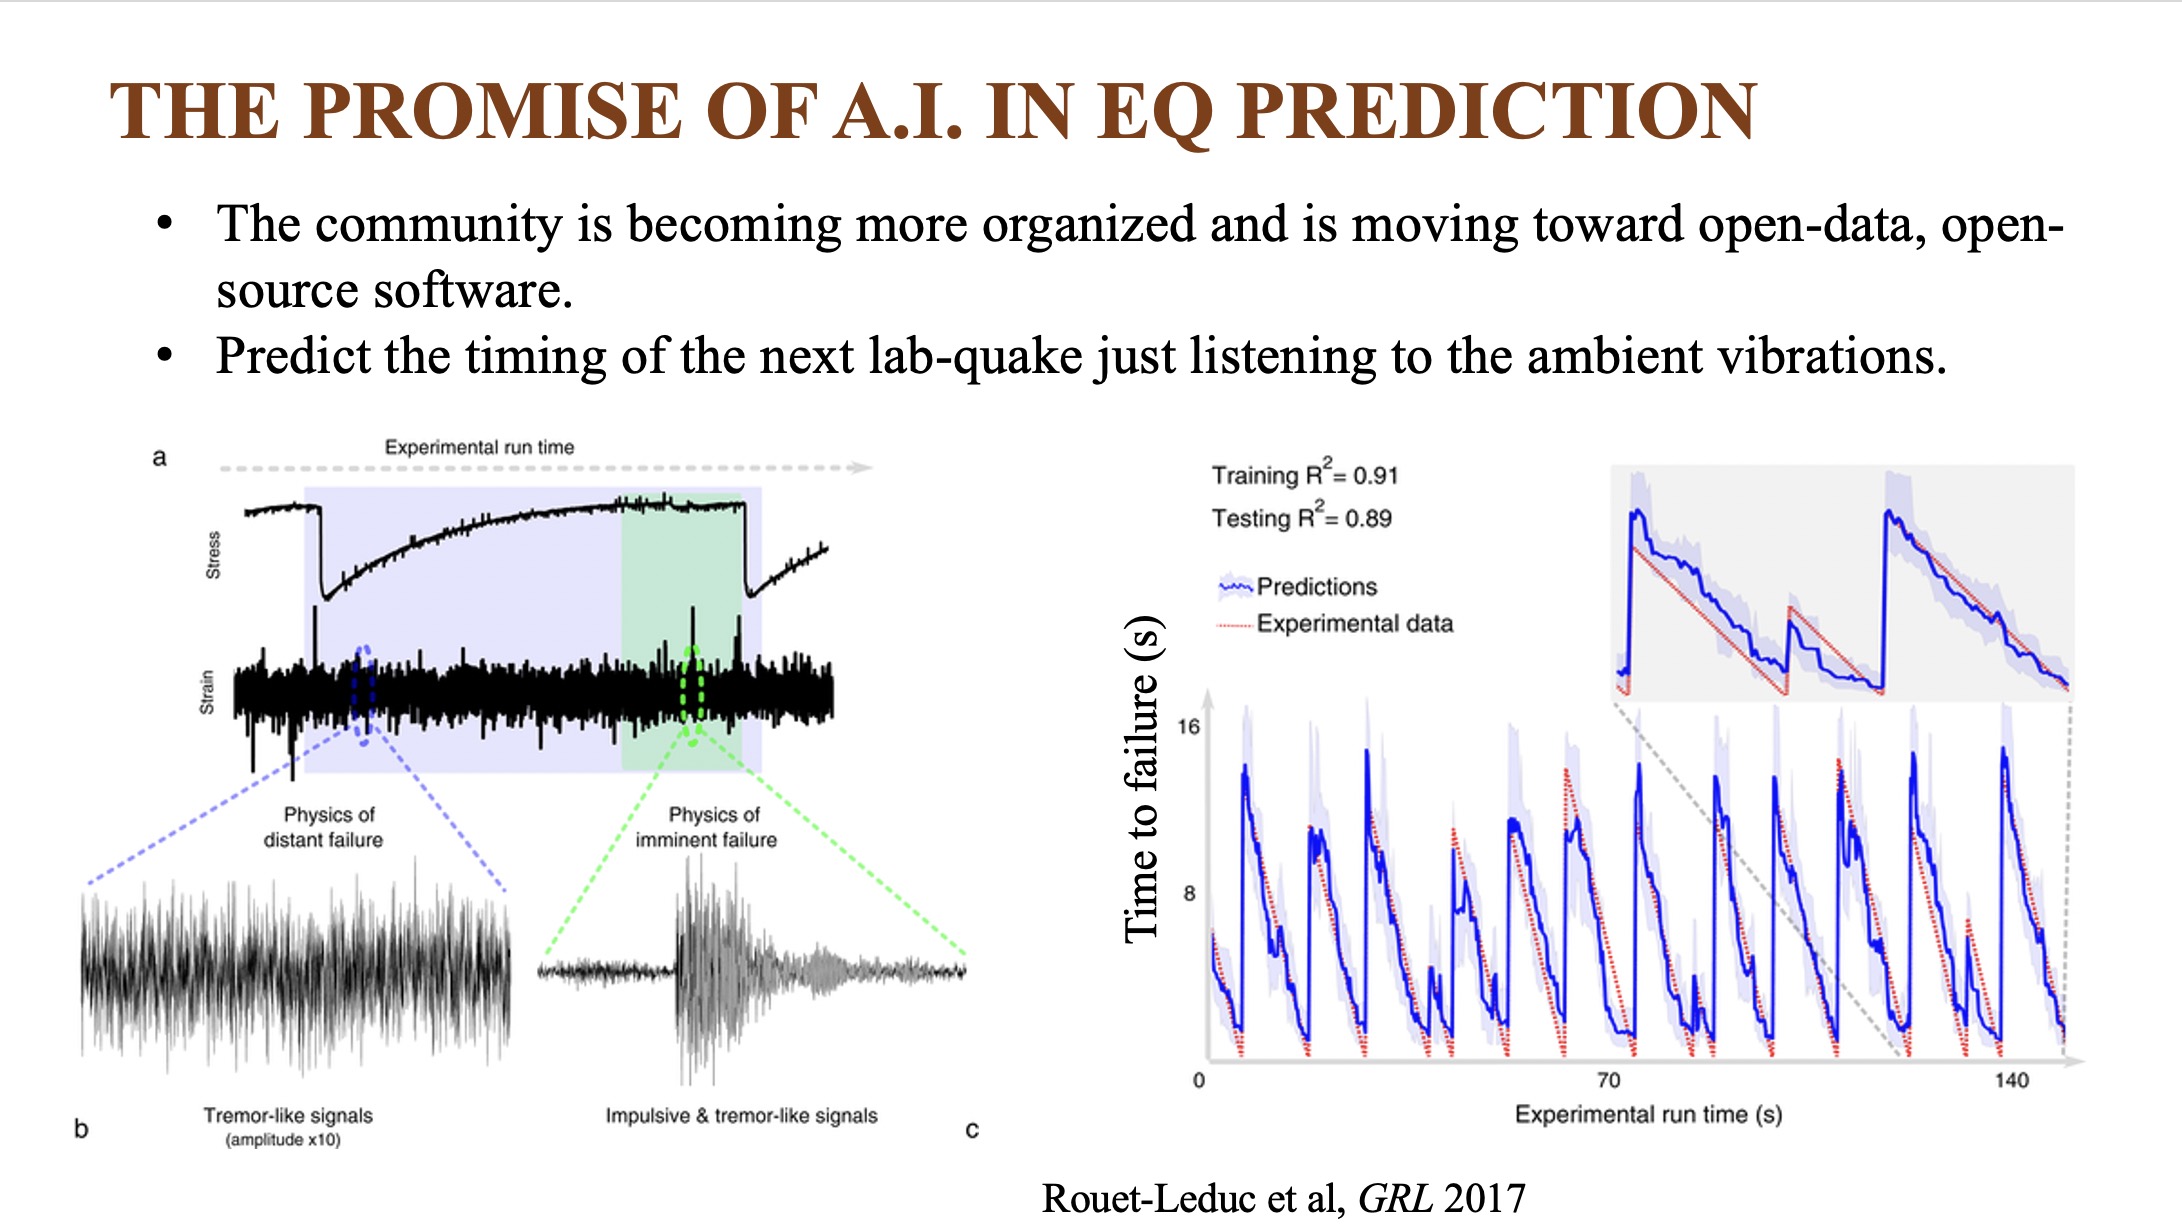 THE PROMISE OF A.I. IN EQ PREDICTION
• The community is becoming more organized and is moving toward open-data, open-
source software.
• Predict the timing of the next lab-quake just listening to the ambient vibrations.
a
Experimental run time
Stress
Strain
Physics of
distant failure
Physics of
imminent failure
Tremor-like signals
(amplitude x10)
Impulsive & tremor-like signals
b
c
Training R²= 0.91
Testing R²= 0.89
Predictions
Experimental data
Time to failure (s)
16
8
0
70
140
Experimental run time (s)
Rouet-Leduc et al, GRL 2017